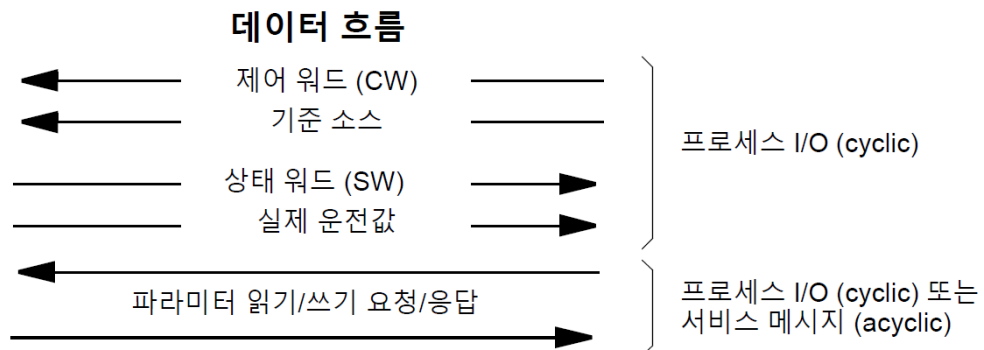 데이터 흐름
제어 워드 (CW)
기준 소스
프로세스 I/O (cyclic)
상태 워드 (SW)
실제 운전값
파라미터 읽기/쓰기 요청/응답
프로세스 I/O (cyclic) 또는
서비스 메시지 (acyclic)